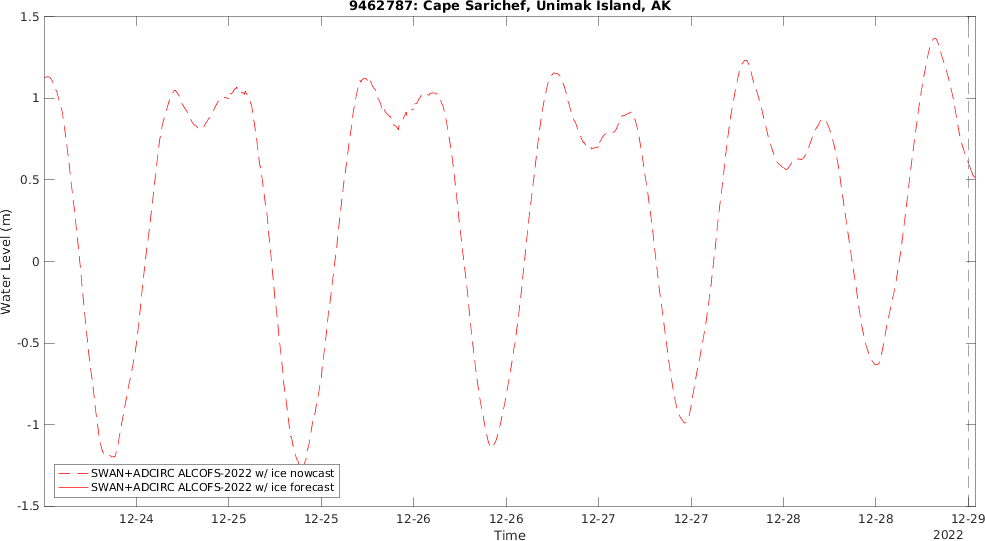 9462787: Cape Sarichef, Unimak Island, AK
1.5
1
0.5
0
-0.5
-1
-1.5
Water Level (m)
SWAN+ADCIRC ALCOFS-2022 w/ ice nowcast
SWAN+ADCIRC ALCOFS-2022 w/ ice forecast
12-24 12-25 12-25 12-26 12-26 12-27 12-27 12-28 12-28 12-29
Time
2022